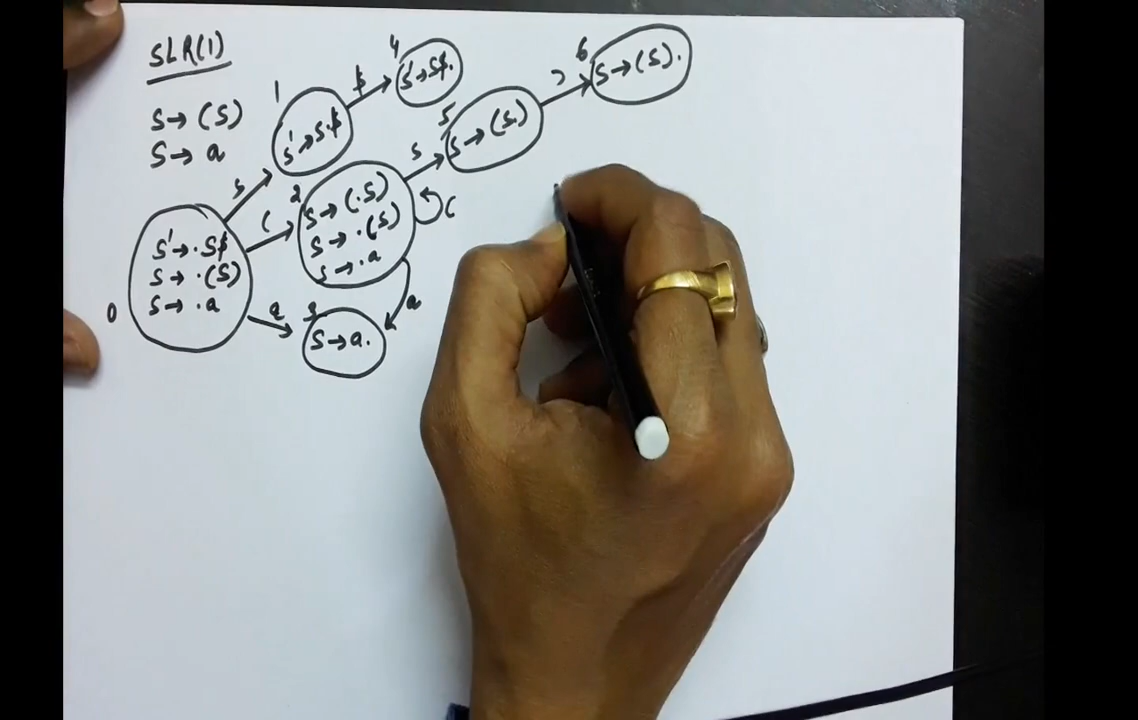 SLR(1)
S → (S)
S → a
0
S' → .S$
S → .(S)
S → .a
S
(
a
1
S' → S.$
$
4
S' → S$.
2
S → (.S)
S → .(S)
S → .a
(
a
3
S → a.
S
5
S → (S.)
)
6
S → (S).